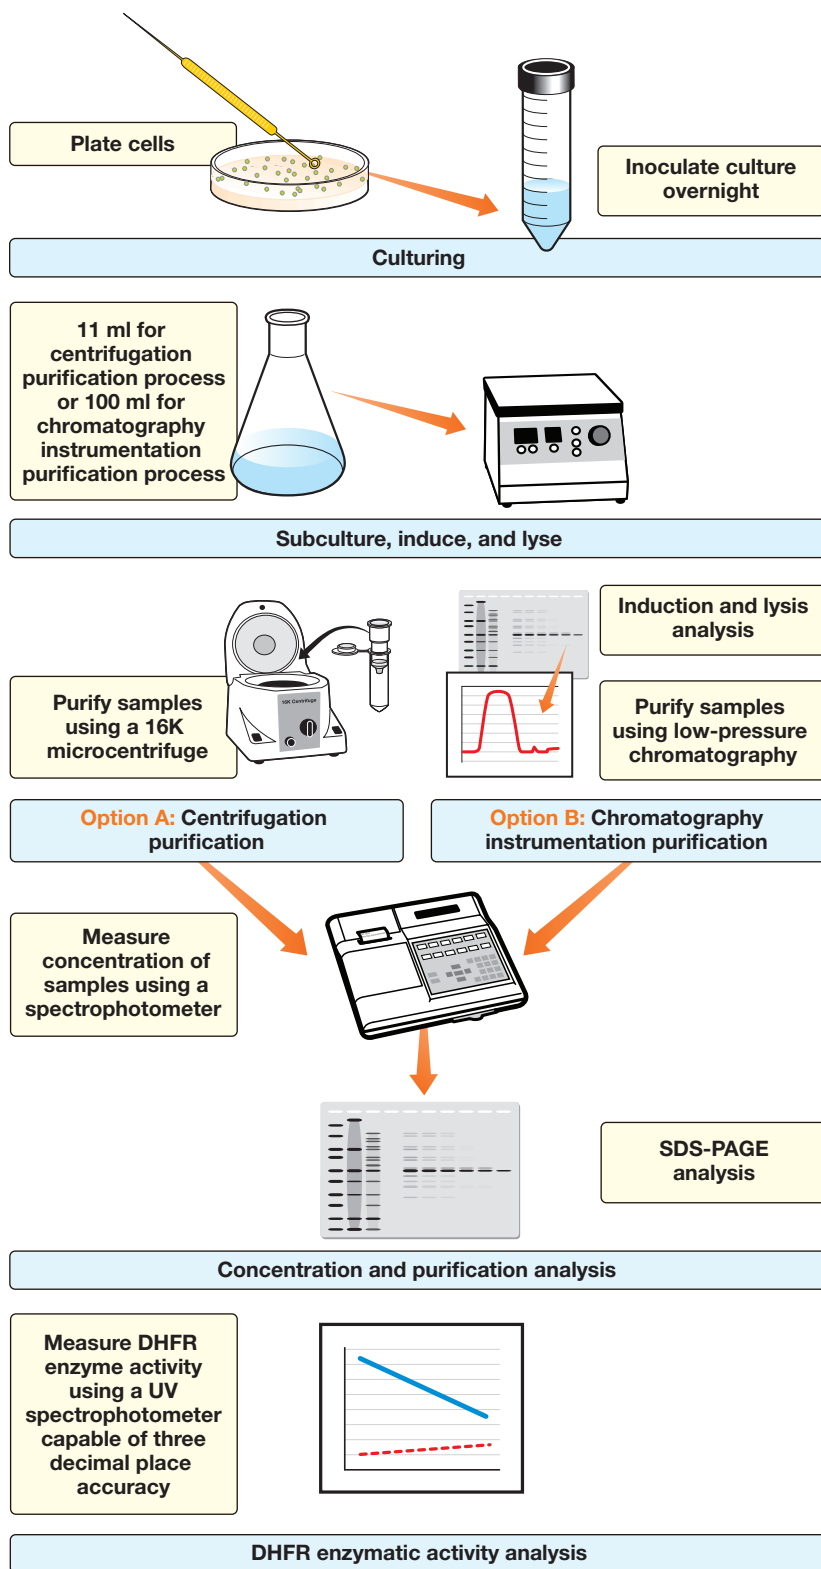 Plate cells
Inoculate culture
overnight
Culturing
11 ml for
centrifugation
purification process
or 100 ml for
chromatography
instrumentation
purification process
Subculture, induce, and lyse
Induction and lysis
analysis
Purify samples
using a 16K
microcentrifuge
16K Centrifuge
Purify samples
using low-pressure
chromatography
Option A: Centrifugation
purification
Option B: Chromatography
instrumentation purification
Measure
concentration of
samples using a
spectrophotometer
SDS-PAGE
analysis
Concentration and purification analysis
Measure DHFR
enzyme activity
using a UV
spectrophotometer
capable of three
decimal place
accuracy
DHFR enzymatic activity analysis